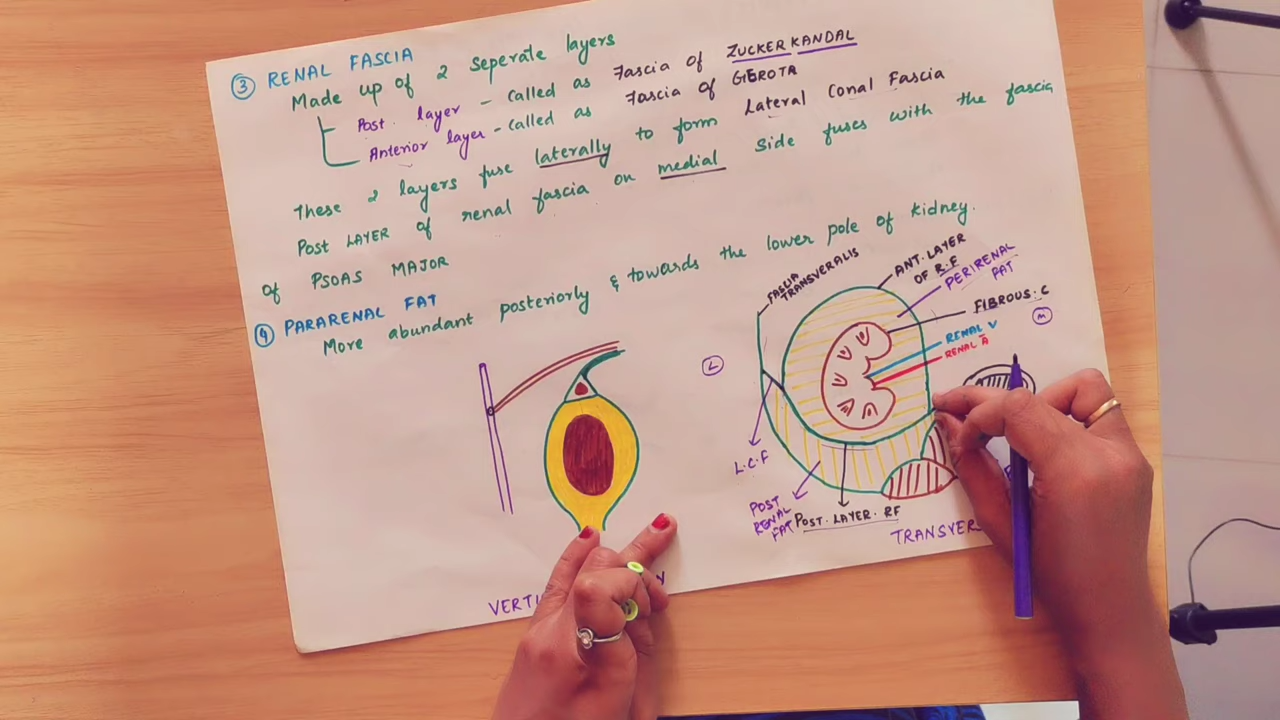 ③ RENAL FASCIA
Made up of 2 seperate layers
Post. layer - called as Fascia of ZUCKERKANDAL
Anterior layer - called as Fascia of GEROTA
These 2 layers fuse laterally to form Lateral Conal Fascia
Post LAYER of renal fascia on medial side fuses with the fascia
of PSOAS MAJOR
④ PARARENAL FAT
More abundant posteriorly & towards the lower pole of kidney.
FASCIA TRANSVERALIS
ANT. LAYER
OF R.F
PERIRENAL
FAT
FIBROUS. C
M
RENAL V
RENAL A
L
L.C.F
POST
RENAL
FAT
POST. LAYER. RF
TRANSVER
VERTI
Y